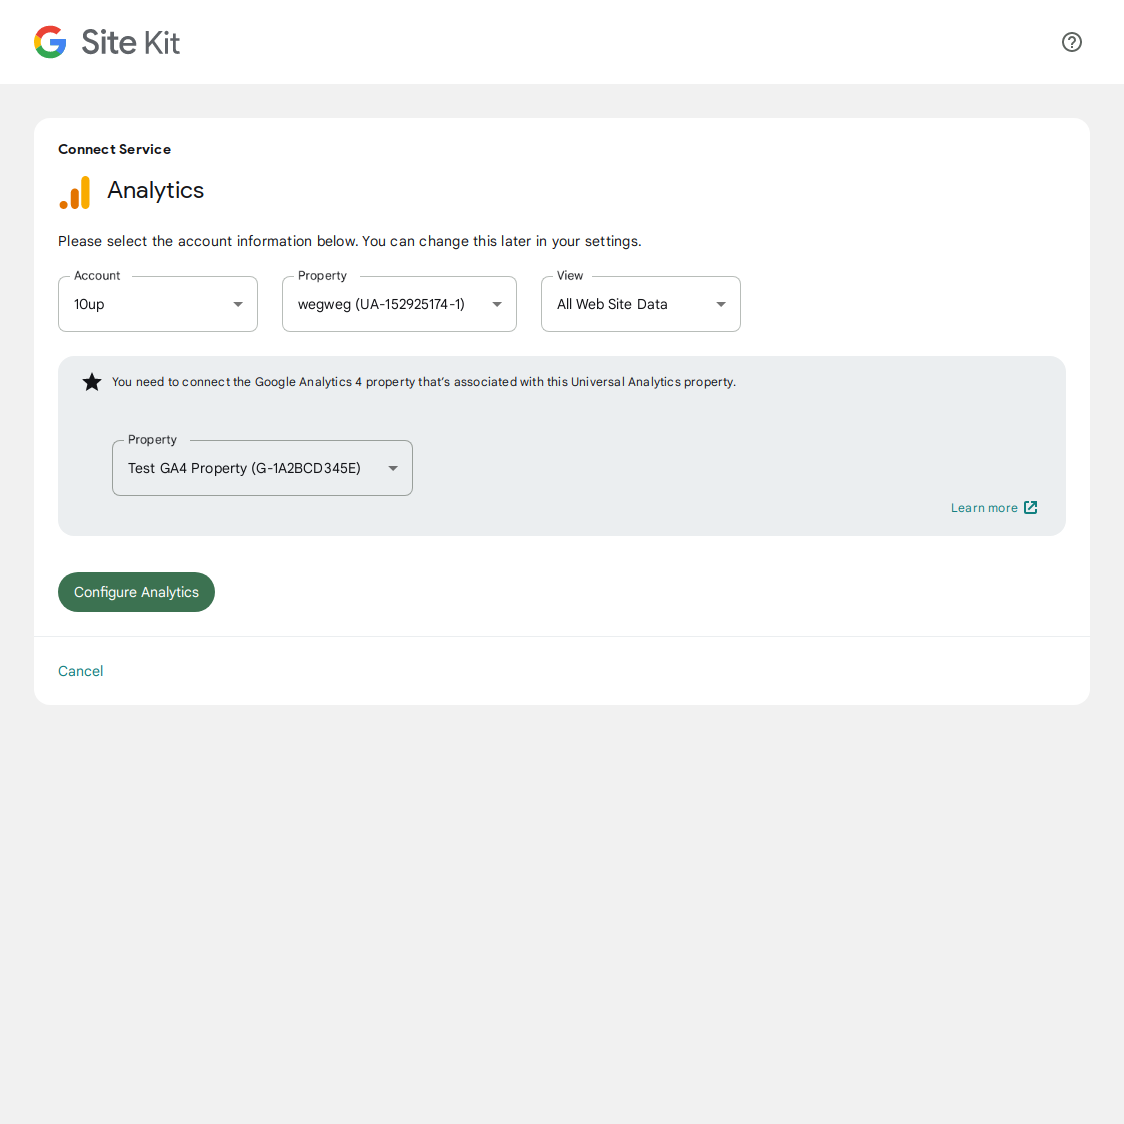 Site Kit
Connect Service
Analytics
Please select the account information below. You can change this later in your settings.
Account
10up
Property
wegweg (UA-152925174-1)
View
All Web Site Data
You need to connect the Google Analytics 4 property that's associated with this Universal Analytics property.
Property
Test GA4 Property (G-1A2BCD345E)
Learn more
Configure Analytics
Cancel